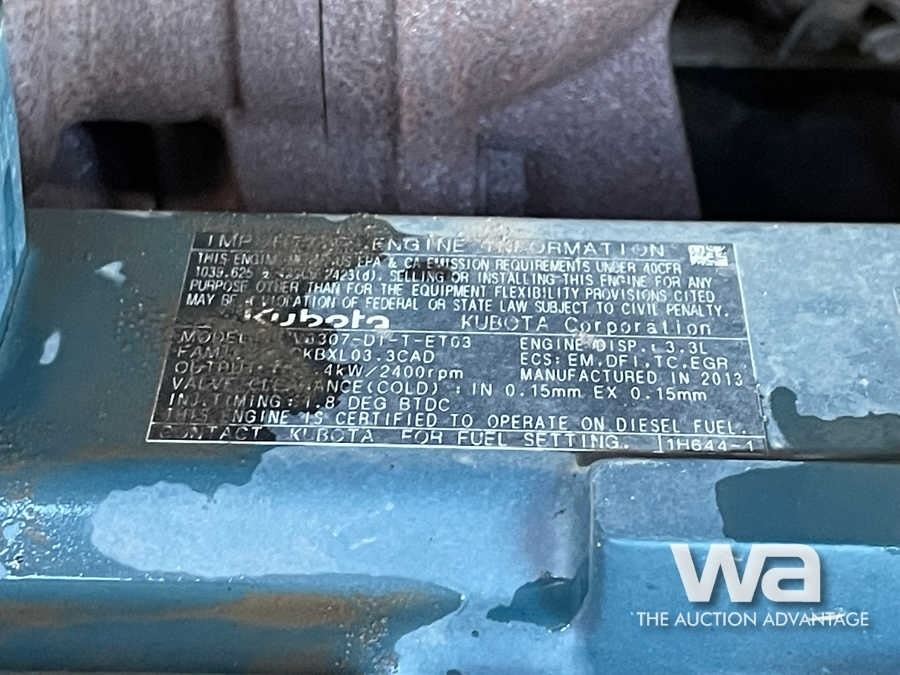 ENGINE INFORMATION
THIS ENGINE EPA & CA EMISSION REQUIREMENTS UNDER 40CFR
1039.625 2423(d). SELLING OR INSTALLING THIS ENGINE FOR ANY
PURPOSE OTHER THAN FOR THE EQUIPMENT FLEXIBILITY PROVISIONS CITED
MAY BE A VIOLATION OF FEDERAL OR STATE LAW SUBJECT TO CIVIL PENALTY.
Kubota KUBOTA Corporation
MODEL 3307-DI-T-ET03 ENGINE DISP.: 3.3L
KBXL03.3CAD ECS: EM,DFI,TC,EGR
OUTPUT: 4kW/2400rpm MANUFACTURED IN 2013
VALVE (COLD): IN 0.15mm EX 0.15mm
INJ.TIMING: 1.8 DEG BTDC
THIS ENGINE IS CERTIFIED TO OPERATE ON DIESEL FUEL.
CONTACT KUBOTA FOR FUEL SETTING. 1H644-1
wa
THE AUCTION ADVANTAGE